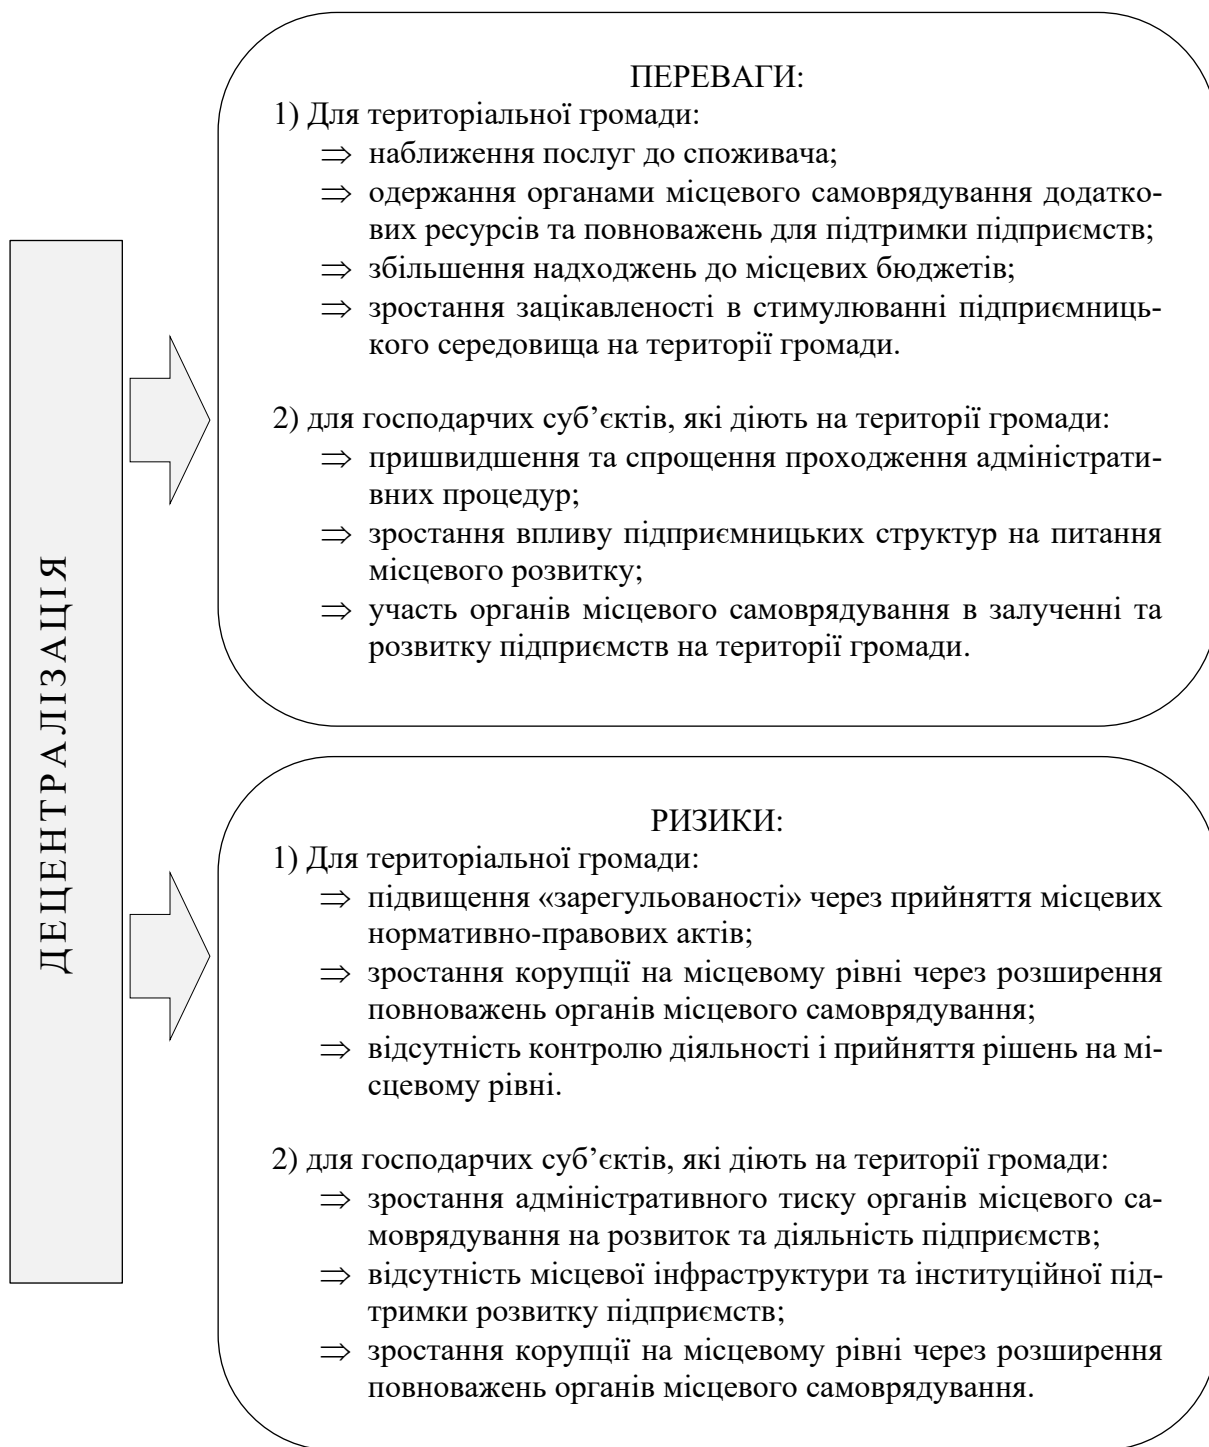 ДЕЦЕНТРАЛІЗАЦІЯ
ПЕРЕВАГИ:
1) Для територіальної громади:
⇒ наближення послуг до споживача;
⇒ одержання органами місцевого самоврядування додатко-
вих ресурсів та повноважень для підтримки підприємств;
⇒ збільшення надходжень до місцевих бюджетів;
⇒ зростання зацікавленості в стимулюванні підприємниць-
кого середовища на території громади.
2) для господарчих суб’єктів, які діють на території громади:
⇒ пришвидшення та спрощення проходження адміністратив-
них процедур;
⇒ зростання впливу підприємницьких структур на питання
місцевого розвитку;
⇒ участь органів місцевого самоврядування в залученні та
розвитку підприємств на території громади.
РИЗИКИ:
1) Для територіальної громади:
⇒ підвищення «зарегульованості» через прийняття місцевих
нормативно-правових актів;
⇒ зростання корупції на місцевому рівні через розширення
повноважень органів місцевого самоврядування;
⇒ відсутність контролю діяльності і прийняття рішень на мі-
сцевому рівні.
2) для господарчих суб’єктів, які діють на території громади:
⇒ зростання адміністративного тиску органів місцевого са-
моврядування на розвиток та діяльність підприємств;
⇒ відсутність місцевої інфраструктури та інституційної під-
тримки розвитку підприємств;
⇒ зростання корупції на місцевому рівні через розширення
повноважень органів місцевого самоврядування.